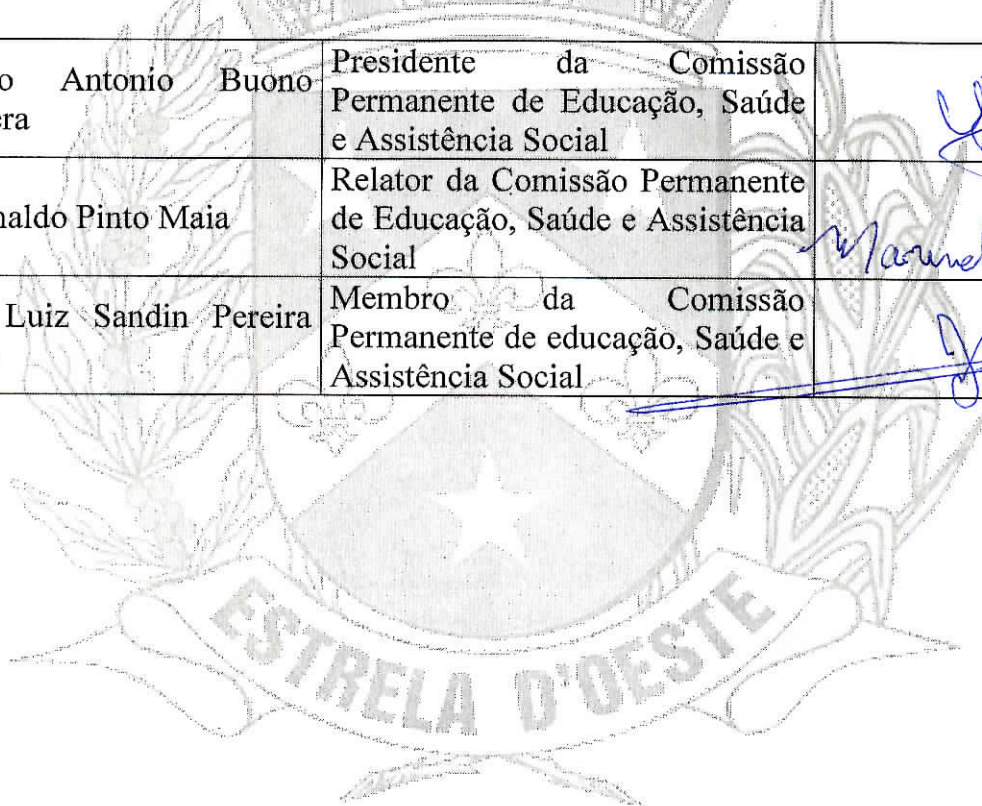 o Antonio Buono
era
Presidente da Comissão
Permanente de Educação, Saúde
e Assistência Social
naldo Pinto Maia
Relator da Comissão Permanente
de Educação, Saúde e Assistência
Social
Luiz Sandin Pereira
Membro da Comissão
Permanente de educação, Saúde e
Assistência Social
ESTRELA D'OESTE